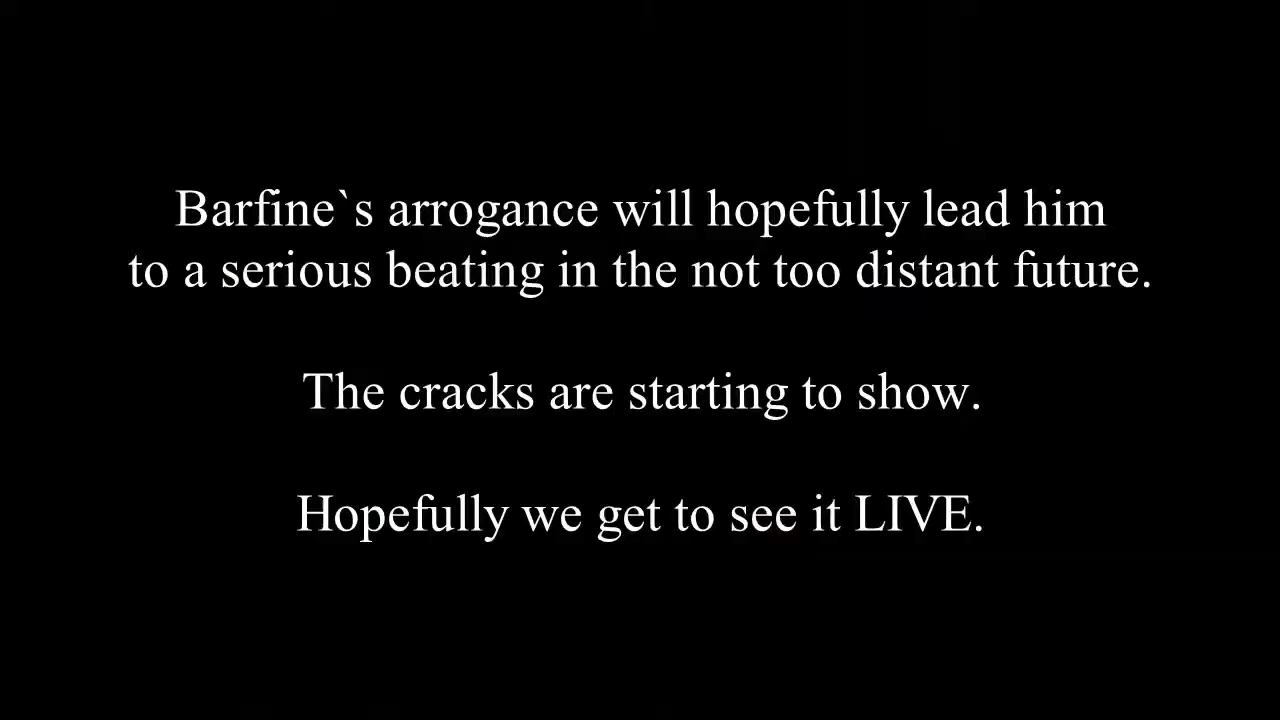 Barfine`s arrogance will hopefully lead him
to a serious beating in the not too distant future.
The cracks are starting to show.
Hopefully we get to see it LIVE.